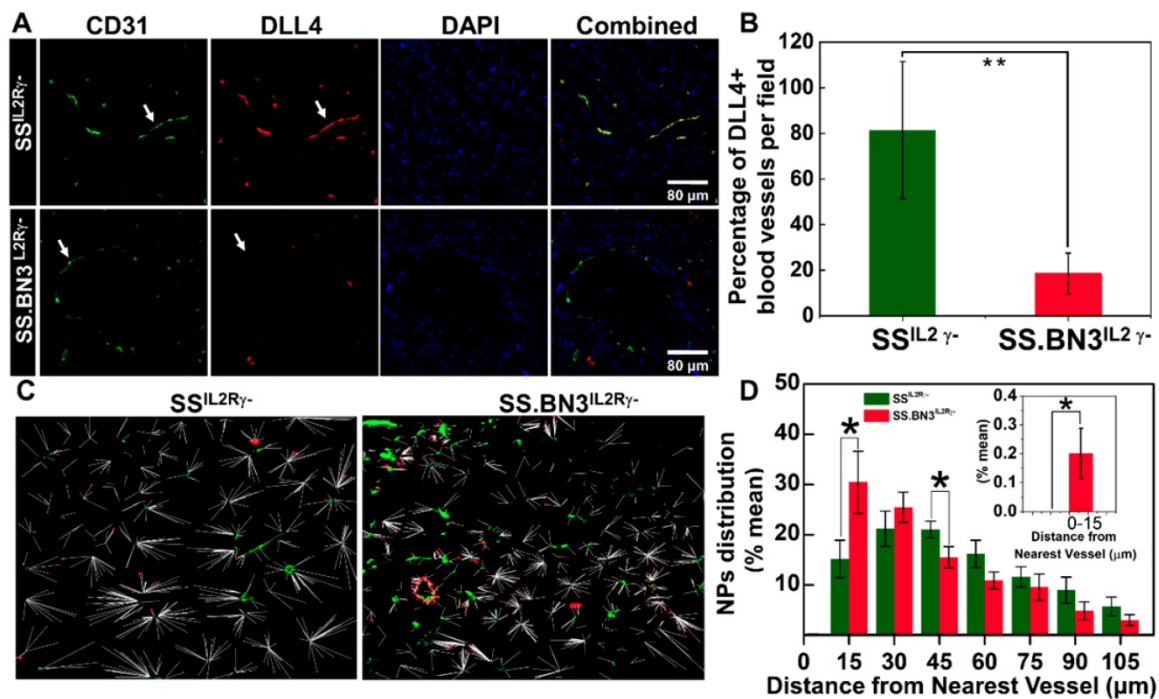 A
CD31
DLL4
DAPI
Combined
SSIL2Rγ-
80 µm
SS.BN3 L2Rγ-
80 µm
B
Percentage of DLL4+
blood vessels per field
120
100
80
60
40
20
0
**
SSIL2 γ-
SS.BN3IL2 γ-
C
SSIL2Rγ-
SS.BN3IL2Rγ-
D
NPs distribution
(% mean)
50
40
30
20
10
SSIL2Rγ-
SS.BN3IL2Rγ-
*
*
(% mean)
0.4
0.3
0.2
0.1
0.0
*
0-15
Distance from
Nearest Vessel (µm)
0 15 30 45 60 75 90 105
Distance from Nearest Vessel (µm)